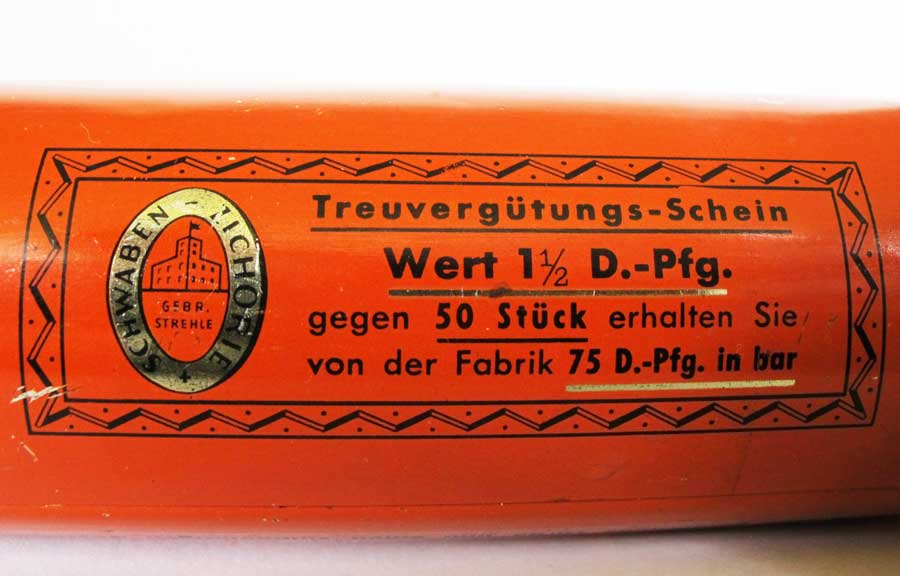 SCHWABEN-ZICHORIE
GEBR.
STREHLE
Treuvergütungs-Schein
Wert 1½ D.-Pfg.
gegen 50 Stück erhalten Sie
von der Fabrik 75 D.-Pfg. in bar